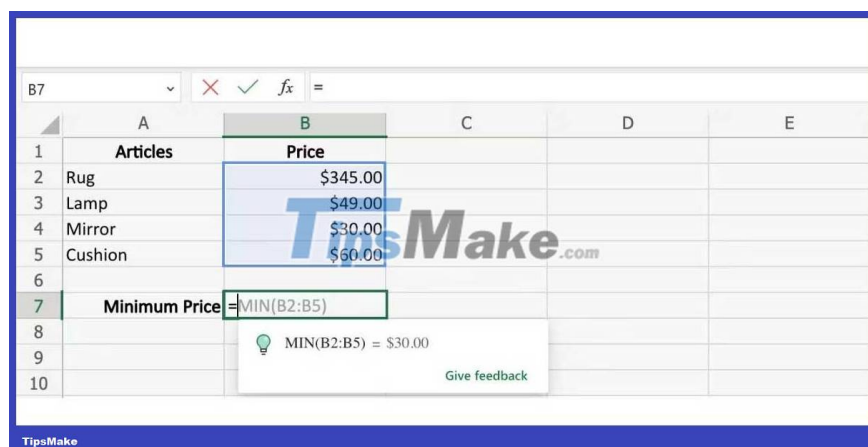 B7 fx =
A B C D E
1 Articles Price
2 Rug $345.00
3 Lamp $49.00
4 Mirror $30.00
5 Cushion $60.00
TipsMake.com
6
7 Minimum Price =MIN(B2:B5)
8
MIN(B2:B5) = $30.00
9
Give feedback
10
TipsMake